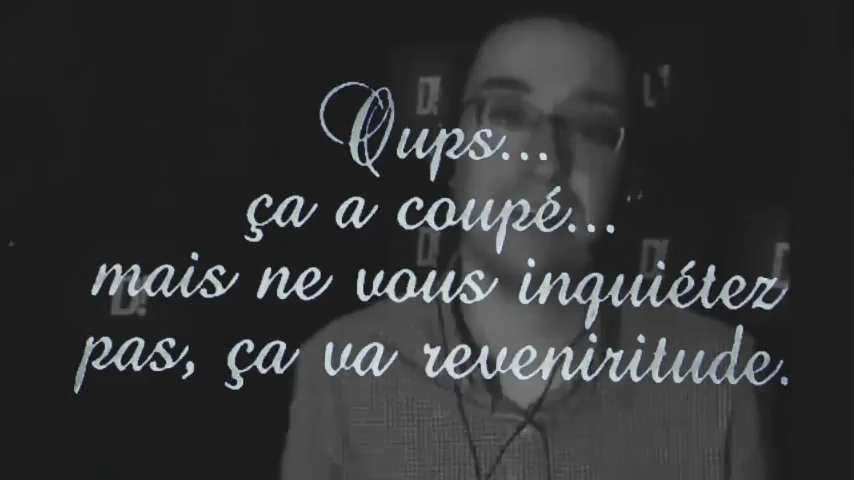 Oups...
ça a coupé...
mais ne vous inquiétez
pas, ça va reveniritude.